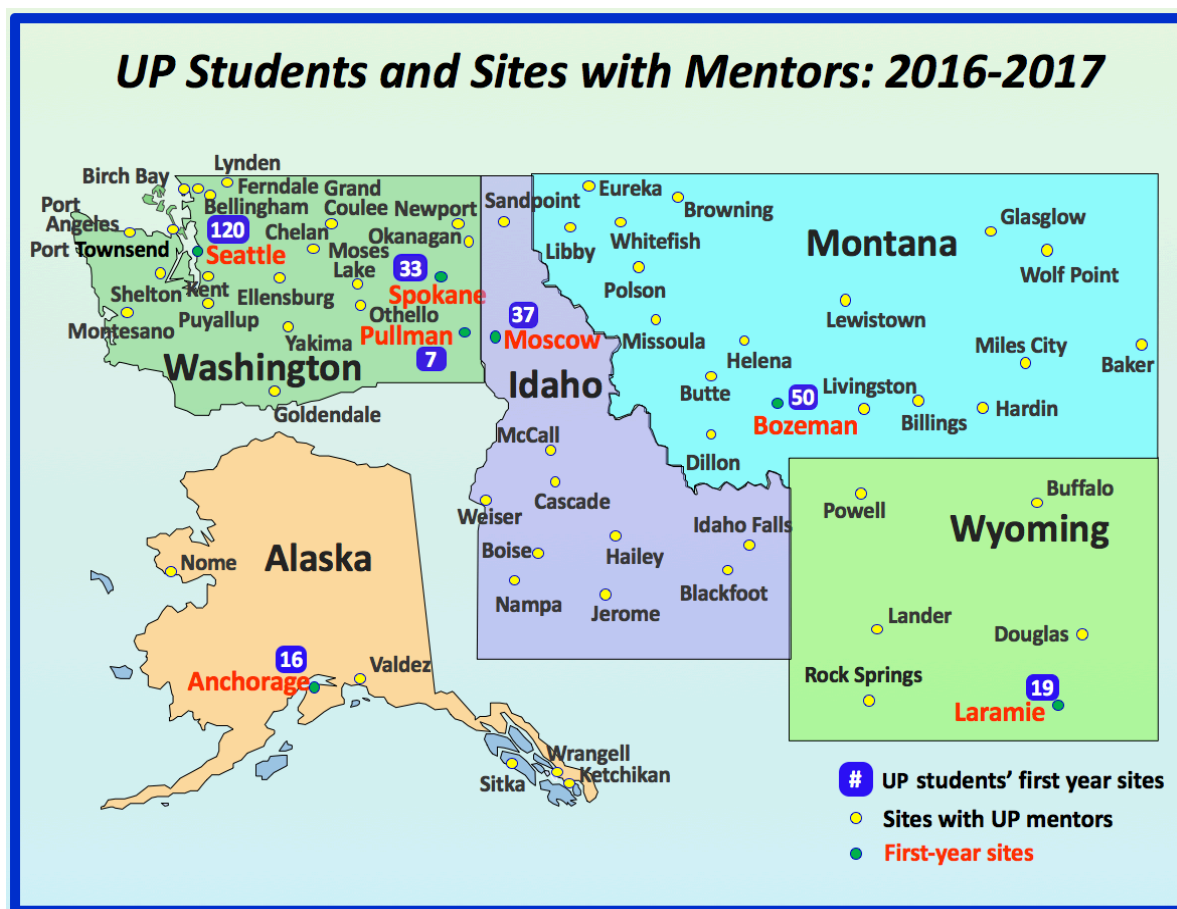 UP Students and Sites with Mentors: 2016-2017
Lynden
Birch Bay
Ferndale
Grand
Coulee
Newport
Bellingham
Port
Angeles
Port Townsend
120
Seattle
Chelan
Okanagan
Moses
Lake
33
Spokane
Shelton
Kent
Ellensburg
Othello
Puyallup
Montesano
Yakima
Pullman
7
Washington
Goldendale
Sandpoint
37
Moscow
Idaho
McCall
Cascade
Weiser
Boise
Hailey
Idaho Falls
Nampa
Jerome
Blackfoot
Eureka
Browning
Libby
Whitefish
Polson
Montana
Glasglow
Wolf Point
Lewistown
Missoula
Helena
Miles City
Baker
Butte
50
Livingston
Bozeman
Billings
Hardin
Dillon
Powell
Buffalo
Wyoming
Lander
Douglas
Rock Springs
19
Laramie
Alaska
Nome
16
Anchorage
Valdez
Wrangell
Sitka
Ketchikan
# UP students’ first year sites
Sites with UP mentors
First-year sites